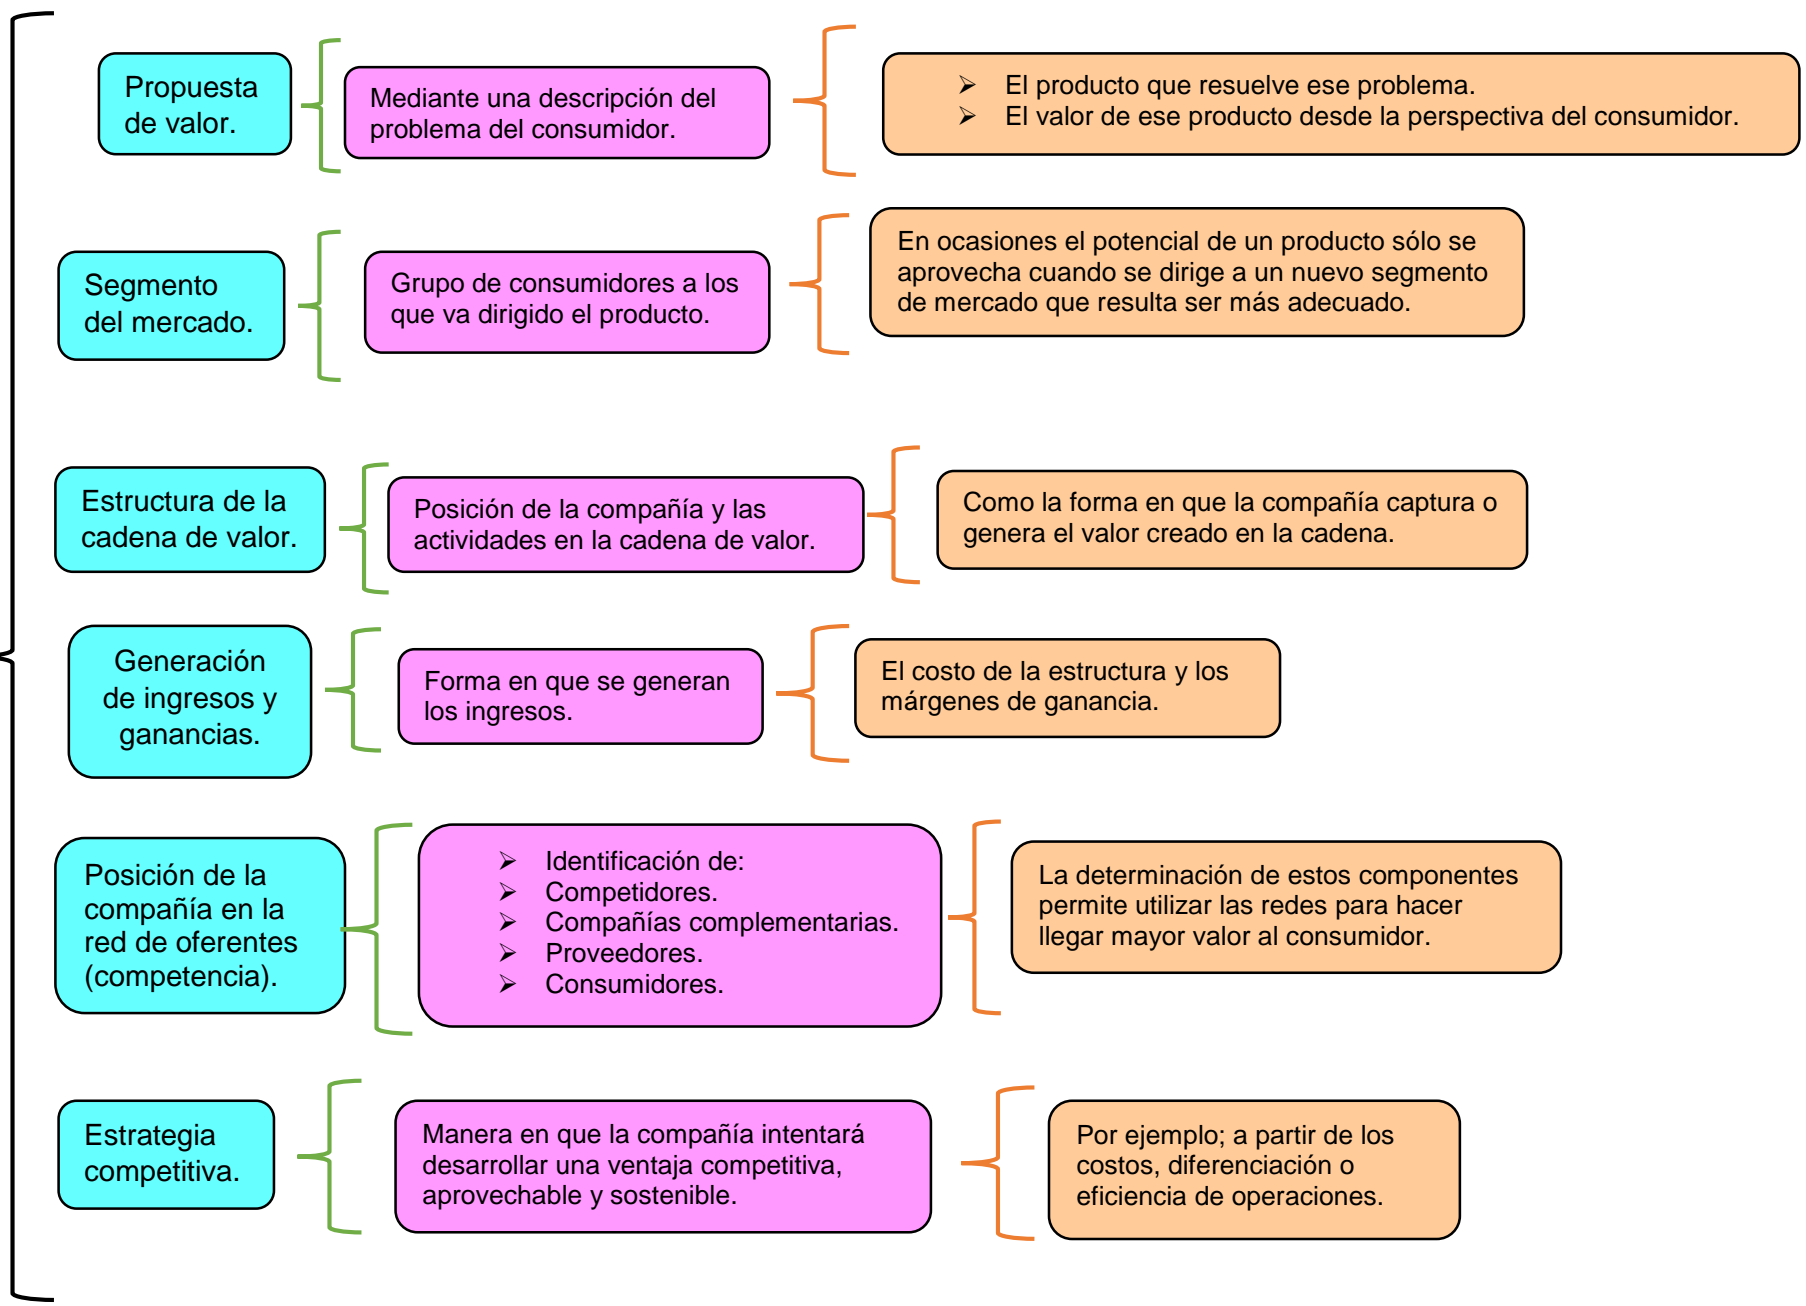 Propuesta
de valor.
Mediante una descripción del
problema del consumidor.
➢ El producto que resuelve ese problema.
➢ El valor de ese producto desde la perspectiva del consumidor.
Segmento
del mercado.
Grupo de consumidores a los
que va dirigido el producto.
En ocasiones el potencial de un producto sólo se
aprovecha cuando se dirige a un nuevo segmento
de mercado que resulta ser más adecuado.
Estructura de la
cadena de valor.
Posición de la compañía y las
actividades en la cadena de valor.
Como la forma en que la compañía captura o
genera el valor creado en la cadena.
Generación
de ingresos y
ganancias.
Forma en que se generan
los ingresos.
El costo de la estructura y los
márgenes de ganancia.
Posición de la
compañía en la
red de oferentes
(competencia).
➢ Identificación de:
➢ Competidores.
➢ Compañías complementarias.
➢ Proveedores.
➢ Consumidores.
La determinación de estos componentes
permite utilizar las redes para hacer
llegar mayor valor al consumidor.
Estrategia
competitiva.
Manera en que la compañía intentará
desarrollar una ventaja competitiva,
aprovechable y sostenible.
Por ejemplo; a partir de los
costos, diferenciación o
eficiencia de operaciones.